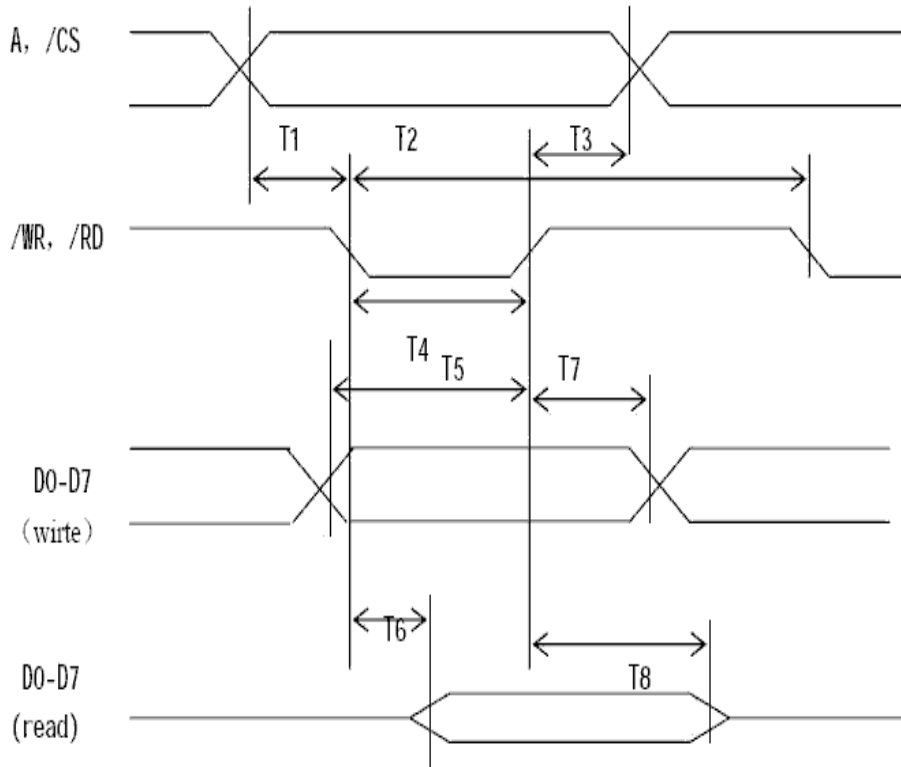 A, /CS
T1
T2
T3
/WR, /RD
T4
T5
T7
D0-D7
（wirte）
T6
D0-D7
(read)
T8